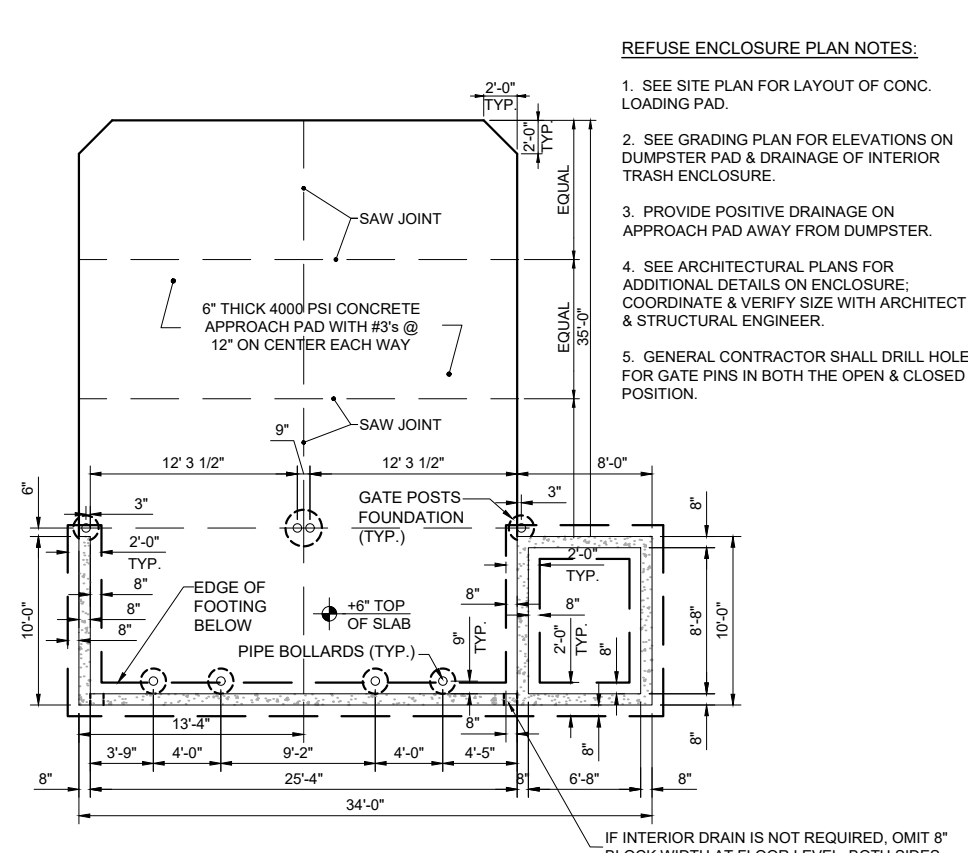 REFUSE ENCLOSURE PLAN NOTES:
1. SEE SITE PLAN FOR LAYOUT OF CONC.
LOADING PAD.
2. SEE GRADING PLAN FOR ELEVATIONS ON
DUMPSTER PAD & DRAINAGE OF INTERIOR
TRASH ENCLOSURE.
3. PROVIDE POSITIVE DRAINAGE ON
APPROACH PAD AWAY FROM DUMPSTER.
4. SEE ARCHITECTURAL PLANS FOR
ADDITIONAL DETAILS ON ENCLOSURE;
COORDINATE & VERIFY SIZE WITH ARCHITECT
& STRUCTURAL ENGINEER.
5. GENERAL CONTRACTOR SHALL DRILL HOLE
FOR GATE PINS IN BOTH THE OPEN & CLOSED
POSITION.
2'-0"
TYP.
2'-0"
TYP.
EQUAL
SAW JOINT
6" THICK 4000 PSI CONCRETE
APPROACH PAD WITH #3's @
12" ON CENTER EACH WAY
EQUAL
35'-0"
SAW JOINT
9"
12' 3 1/2"
12' 3 1/2"
8'-0"
6"
3"
GATE POSTS
FOUNDATION
(TYP.)
3"
8"
2'-0"
TYP.
2'-0"
TYP.
8"
8"
8"
10'-0"
EDGE OF
FOOTING
BELOW
+6" TOP
OF SLAB
8"
8"
9"
TYP.
2'-0"
TYP.
8"
8'-8"
10'-0"
PIPE BOLLARDS (TYP.)
13'-4"
8"
8"
8"
3'-9"
4'-0"
9'-2"
4'-0"
4'-5"
8"
25'-4"
8"
6'-8"
8"
34'-0"
IF INTERIOR DRAIN IS NOT REQUIRED, OMIT 8"
BLOCK WIDTH AT FLOOR LEVEL, BOTH SIDES